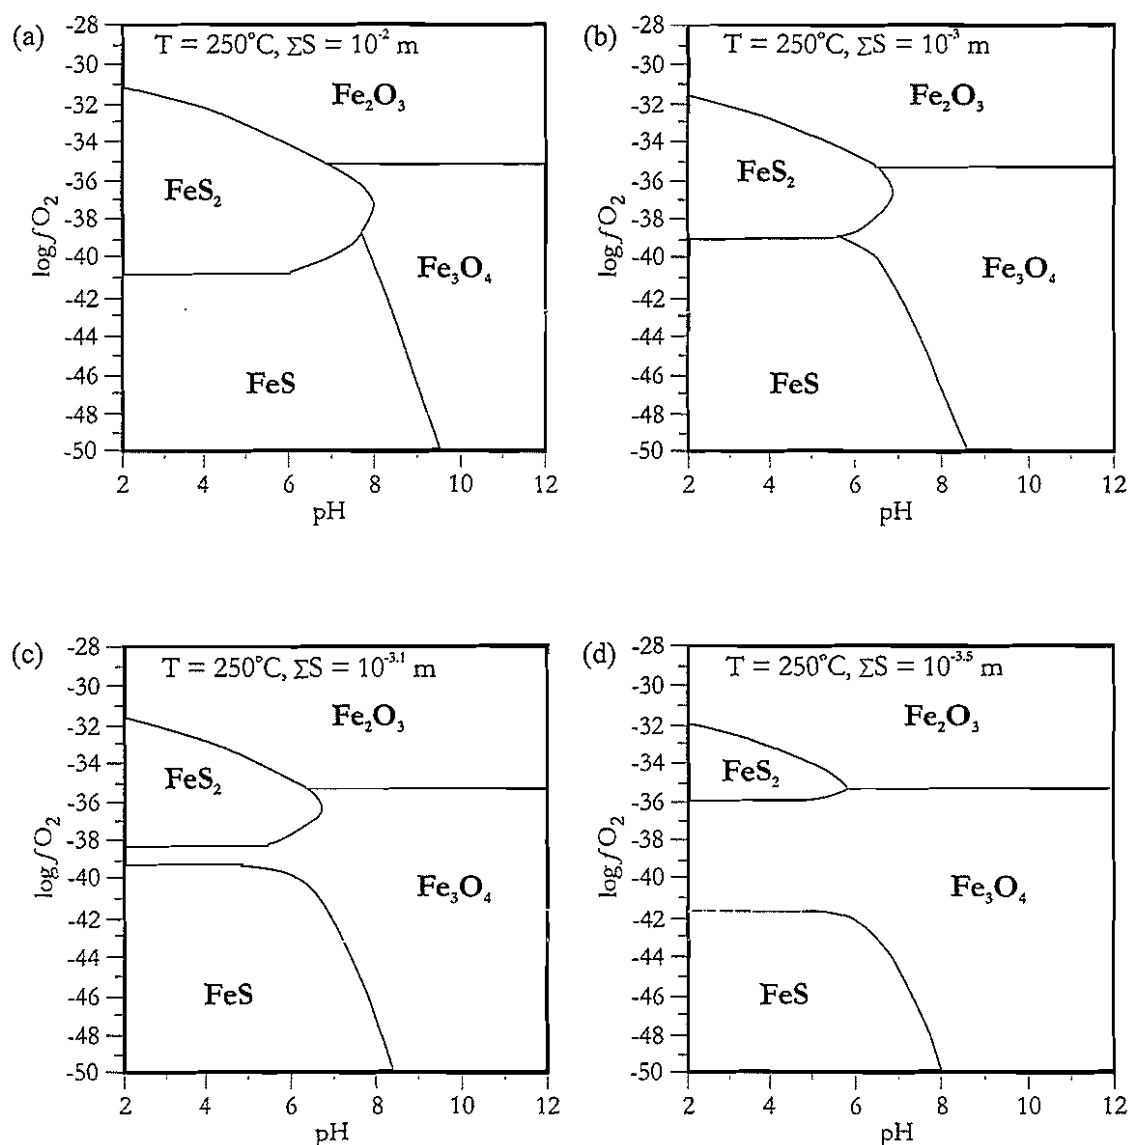 (a)
T = 250°C, ΣS = 10⁻² m
-28
-30
-32
-34
-36
-38
-40
-42
-44
-46
-48
-50
log fO₂
Fe₂O₃
FeS₂
Fe₃O₄
FeS
2 4 6 8 10 12
pH
(b)
T = 250°C, ΣS = 10⁻³ m
-28
-30
-32
-34
-36
-38
-40
-42
-44
-46
-48
-50
log fO₂
Fe₂O₃
FeS₂
Fe₃O₄
FeS
2 4 6 8 10 12
pH
(c)
T = 250°C, ΣS = 10⁻³·¹ m
-28
-30
-32
-34
-36
-38
-40
-42
-44
-46
-48
-50
log fO₂
Fe₂O₃
FeS₂
Fe₃O₄
FeS
2 4 6 8 10 12
pH
(d)
T = 250°C, ΣS = 10⁻³·⁵ m
-28
-30
-32
-34
-36
-38
-40
-42
-44
-46
-48
-50
log fO₂
Fe₂O₃
FeS₂
Fe₃O₄
FeS
2 4 6 8 10 12
pH